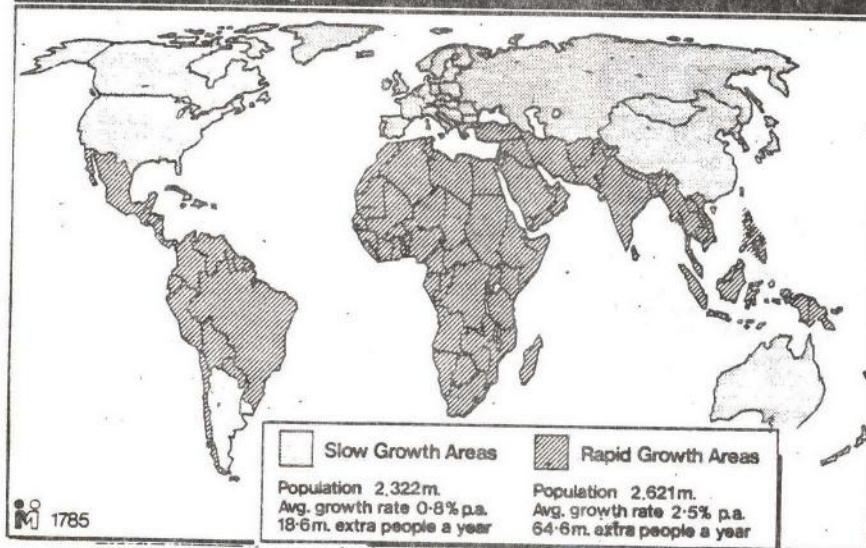 Slow Growth Areas
Population 2,322m.
Avg. growth rate 0·8% p.a.
18·6m. extra people a year
Rapid Growth Areas
Population 2,621m.
Avg. growth rate 2·5% p.a.
64·6m. extra people a year
1785